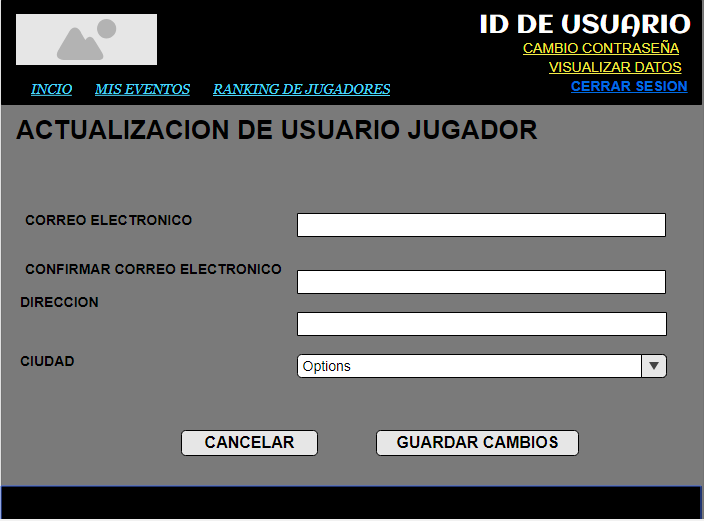 ID DE USUARIO
CAMBIO CONTRASEÑA
VISUALIZAR DATOS
CERRAR SESION
INCIO MIS EVENTOS RANKING DE JUGADORES
ACTUALIZACION DE USUARIO JUGADOR
CORREO ELECTRONICO
CONFIRMAR CORREO ELECTRONICO
DIRECCION
CIUDAD Options
CANCELAR GUARDAR CAMBIOS